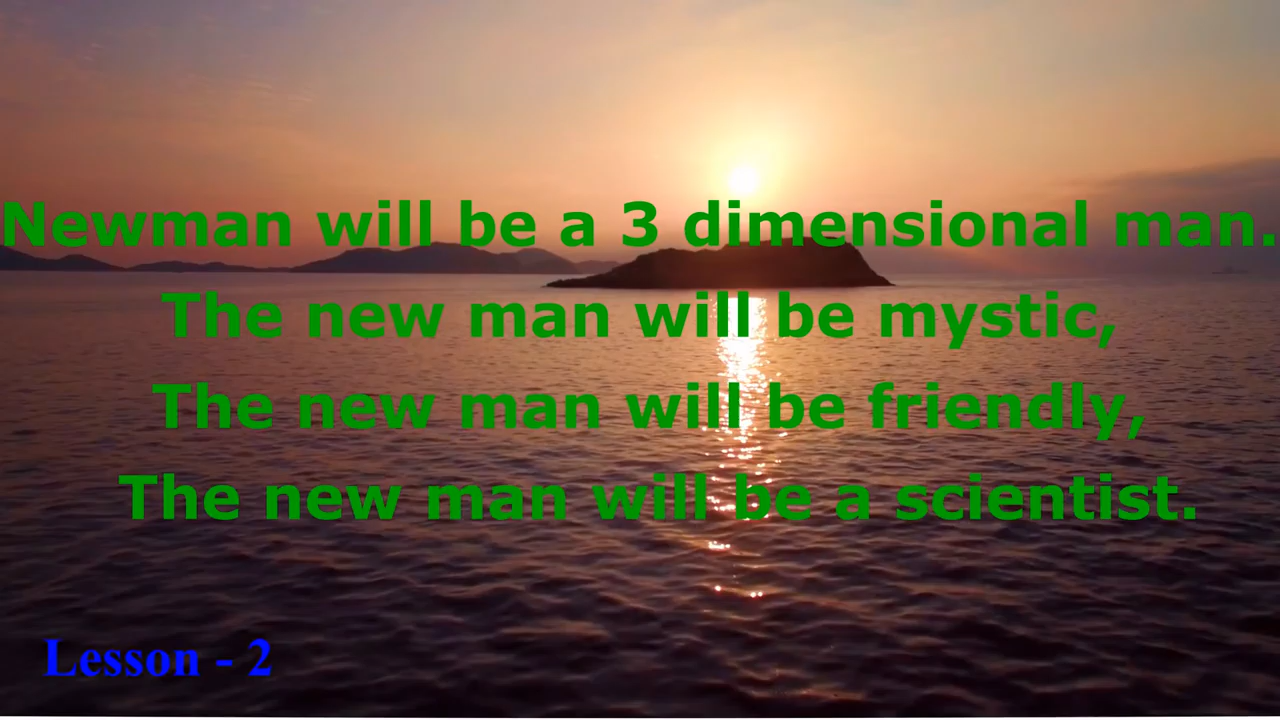 Newman will be a 3 dimensional man.
The new man will be mystic,
The new man will be friendly,
The new man will be a scientist.
Lesson - 2